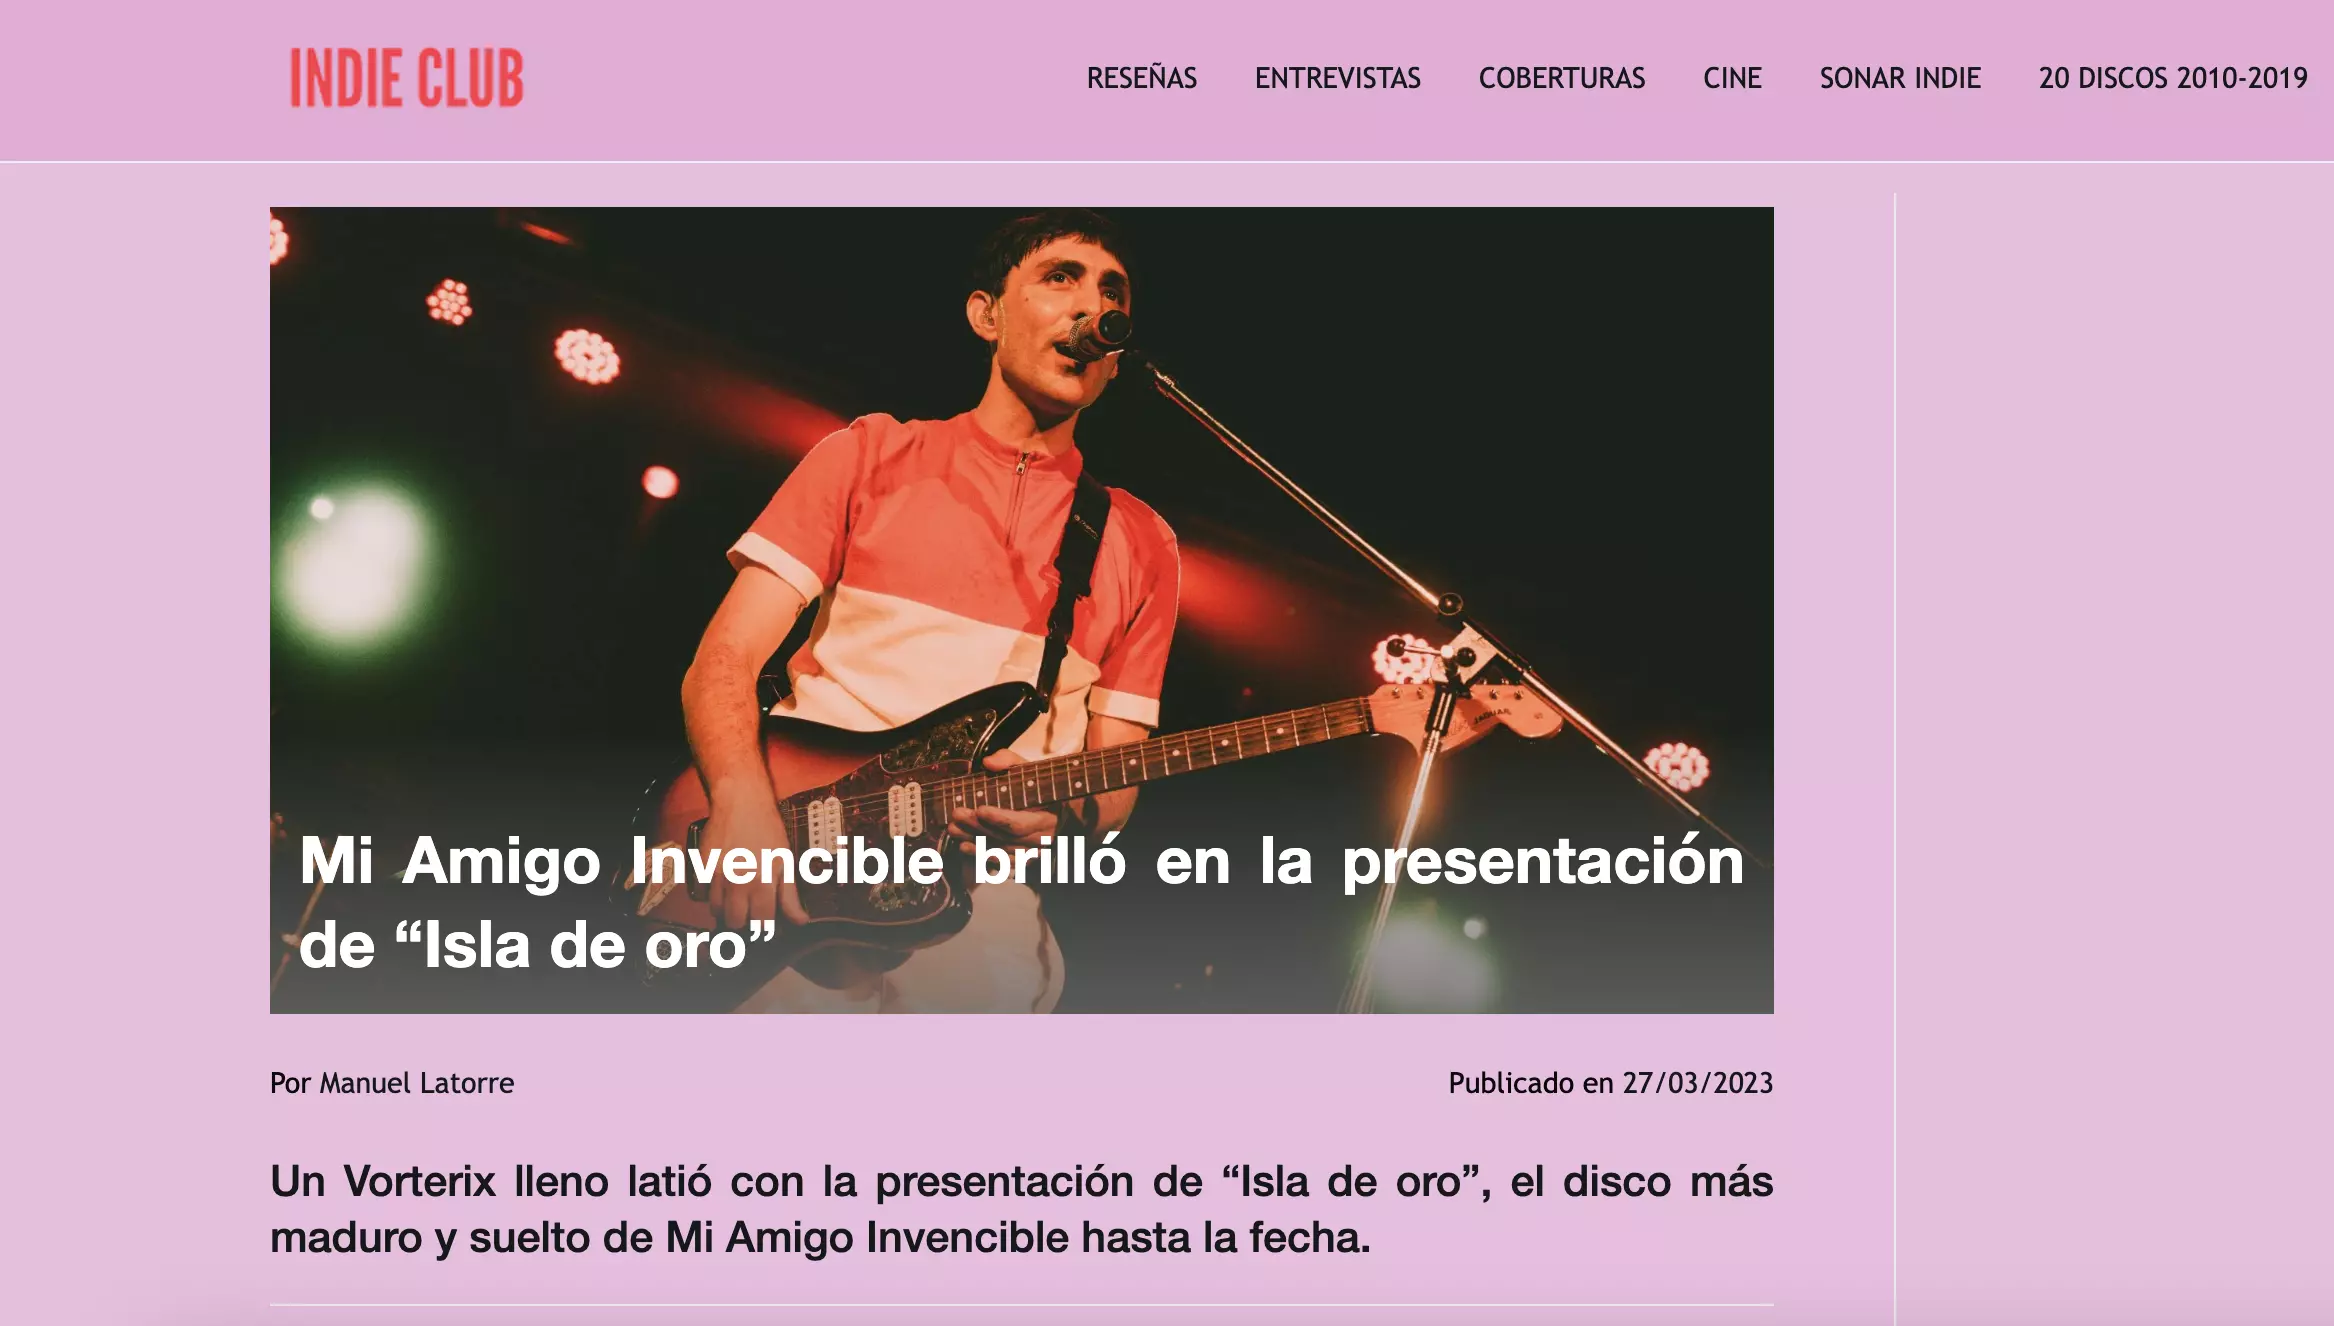 INDIE CLUB
RESEÑAS ENTREVISTAS COBERTURAS CINE SONAR INDIE 20 DISCOS 2010-2019
JAGUAR
Mi Amigo Invencible brilló en la presentación
de “Isla de oro”
Por Manuel Latorre
Publicado en 27/03/2023
Un Vorterix lleno latió con la presentación de “Isla de oro”, el disco más
maduro y suelto de Mi Amigo Invencible hasta la fecha.